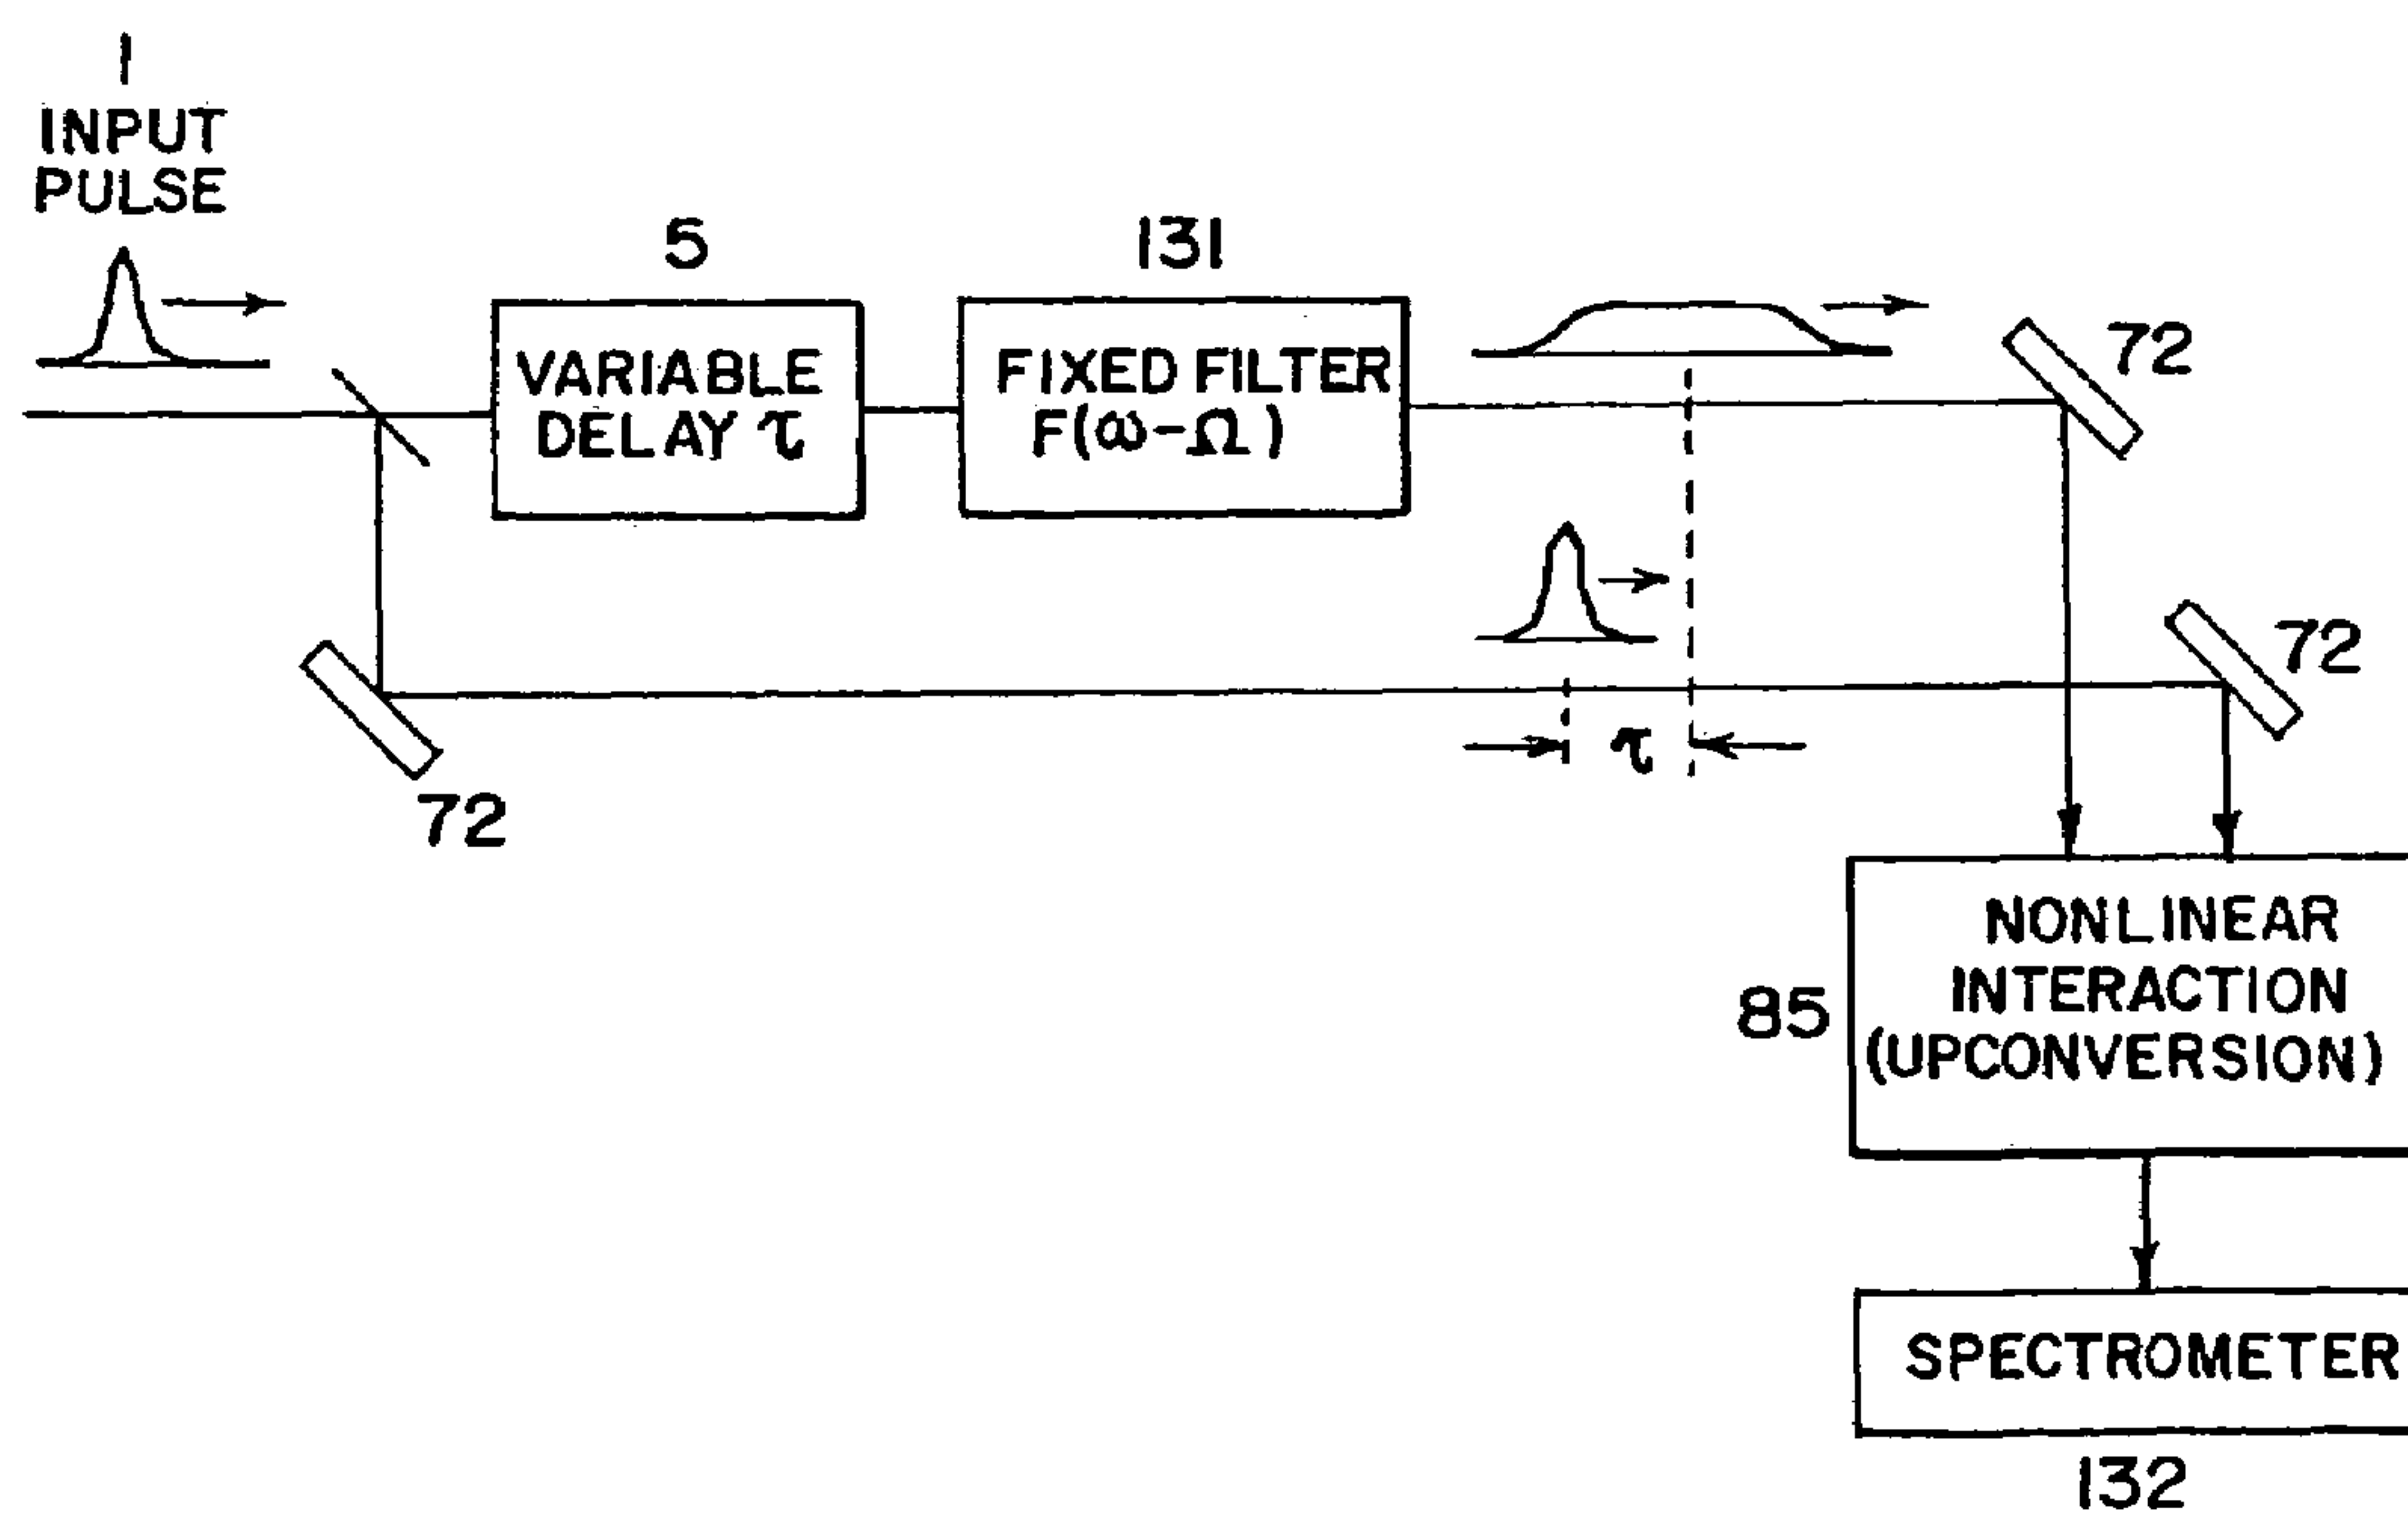 1
INPUT
PULSE
5
131
VARIABLE
DELAY τ
FIXED FILTER
F(ω-Ω)
72
72
τ
72
85
NONLINEAR
INTERACTION
(UPCONVERSION)
SPECTROMETER
132